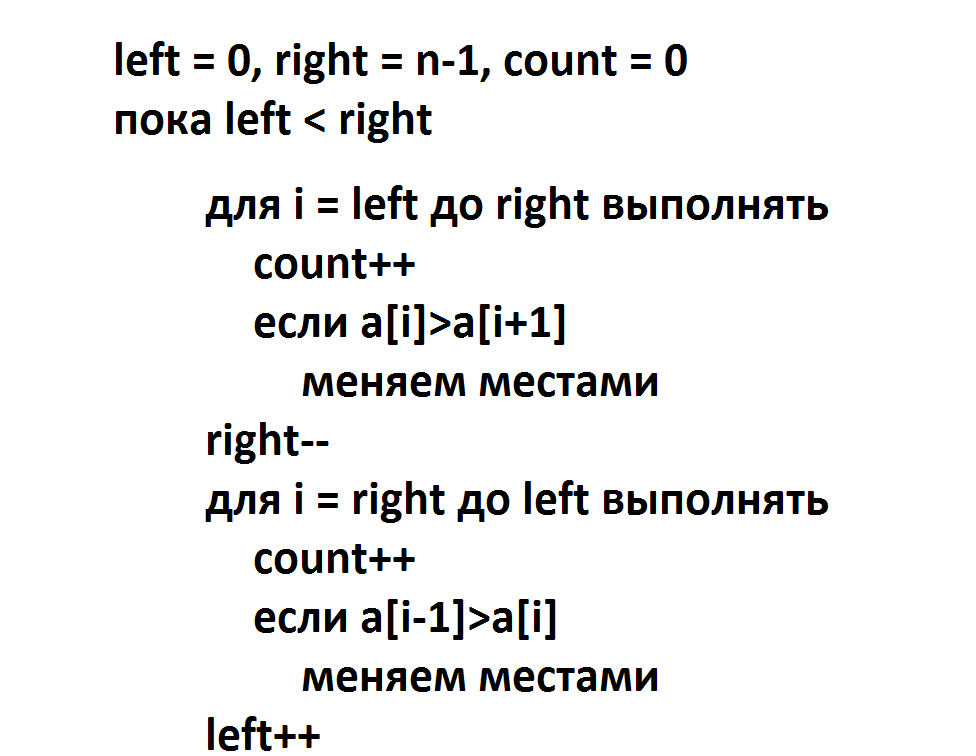 left = 0, right = n-1, count = 0
пока left < right
для i = left до right выполнять
count++
если a[i]>a[i+1]
меняем местами
right--
для i = right до left выполнять
count++
если a[i-1]>a[i]
меняем местами
left++